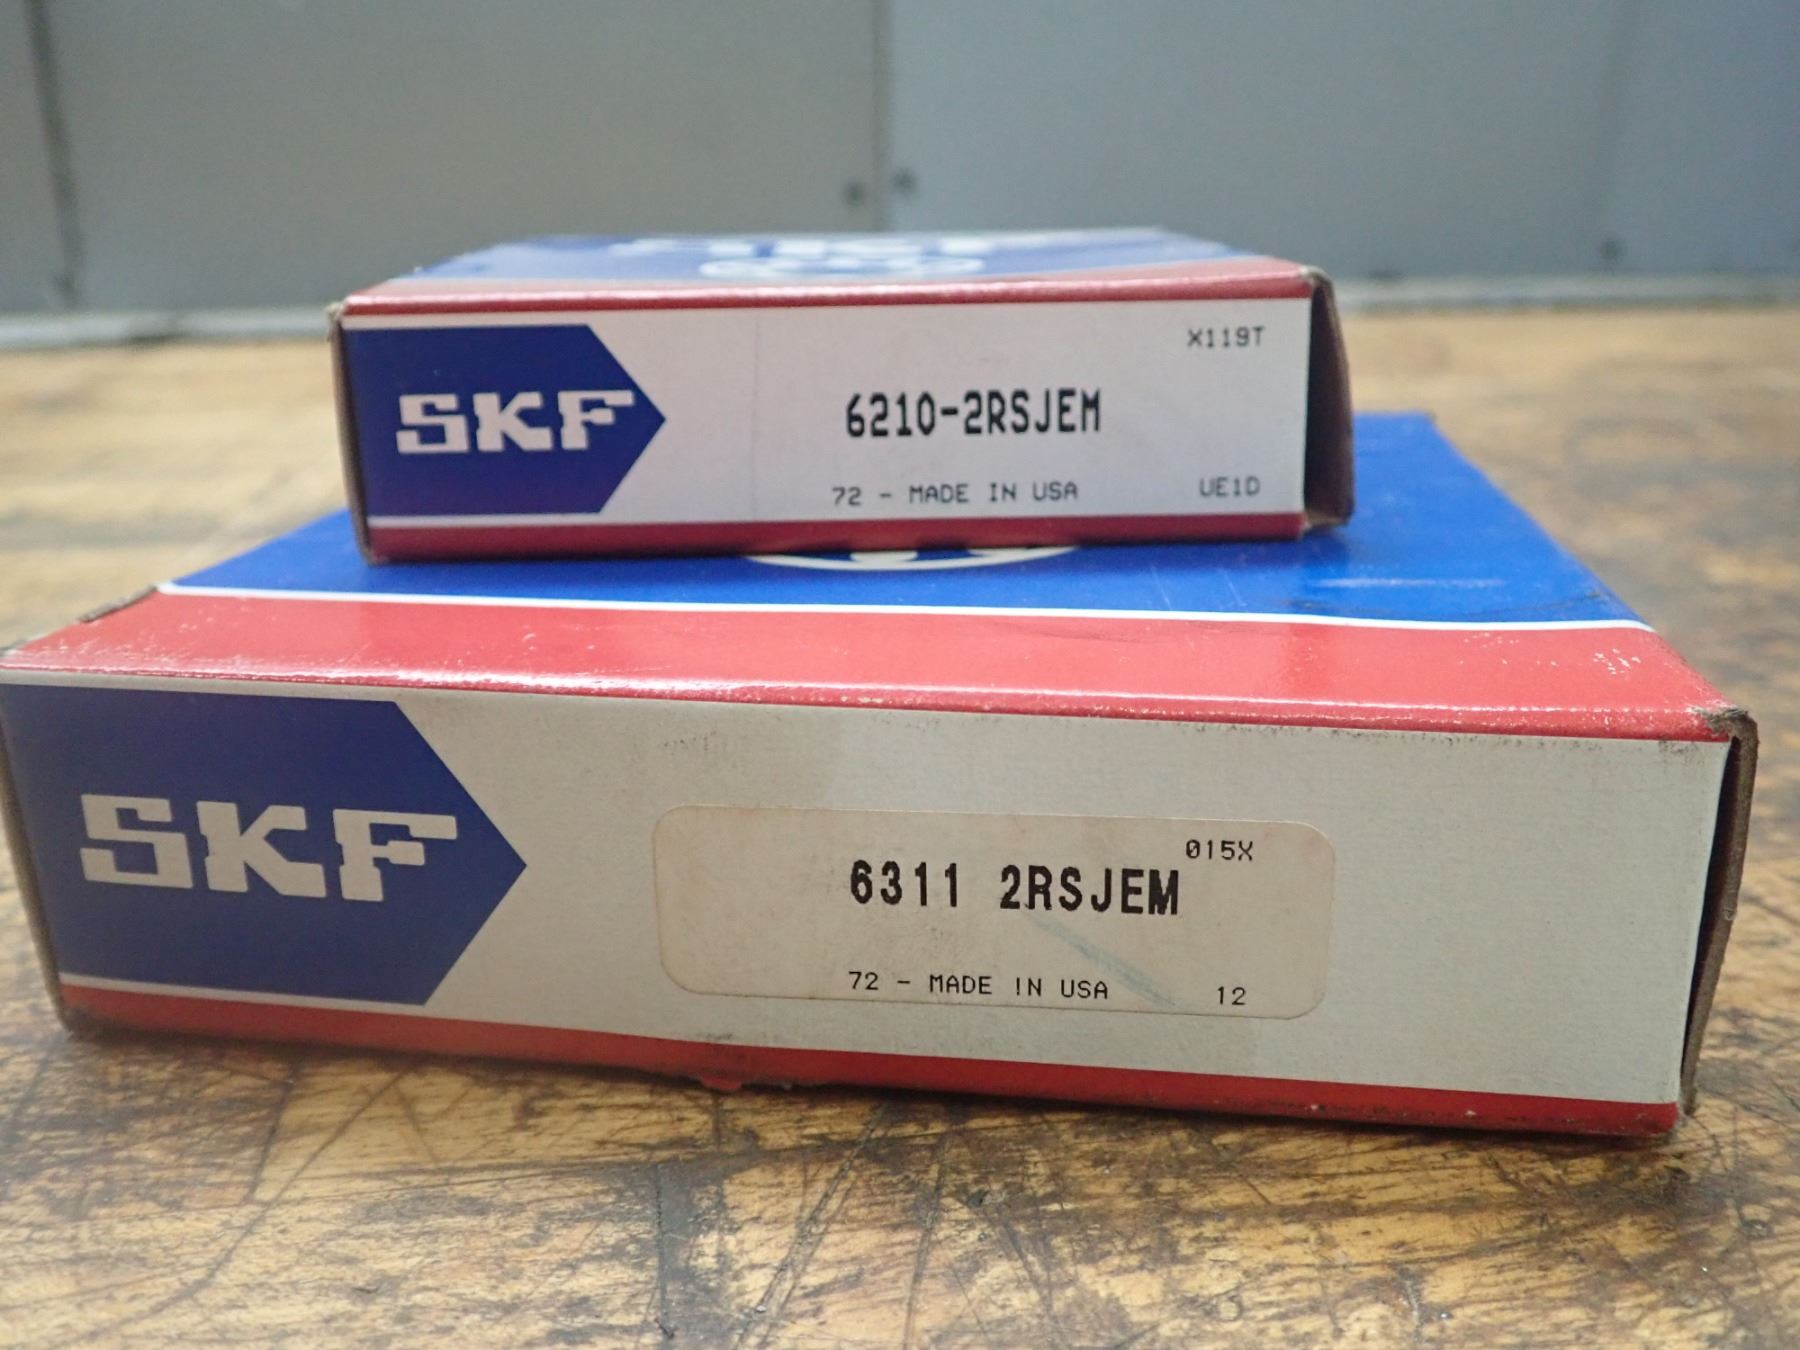 SKF
X119T
6210-2RSJEM
72 - MADE IN USA
UE1D
SKF
015X
6311 2RSJEM
72 - MADE IN USA
12